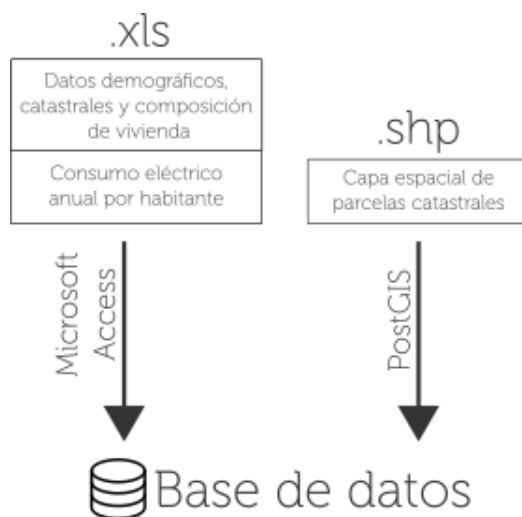 .xls
Datos demográficos,
catastrales y composición
de vivienda
Consumo eléctrico
anual por habitante
.shp
Capa espacial de
parcelas catastrales
Microsoft
Access
PostGIS
Base de datos